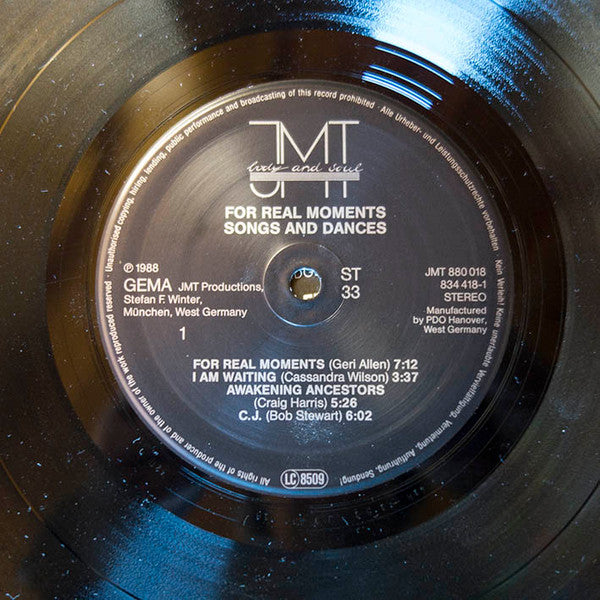 Unauthorised copying, hiring, lending, public performance and broadcasting of this record prohibited · Alle Urheber- und Leistungsschutzrechte vorbehalten · Kein Verleih! Keine unerlaubte Vervielfältigung, Vermietung, Aufführung, Sendung!
JMT
body and soul
FOR REAL MOMENTS
SONGS AND DANCES
℗ 1988
GEMA JMT Productions,
Stefan F. Winter,
München, West Germany
1
ST
33
JMT 880 018
834 418-1
STEREO
Manufactured
by PDO Hanover,
West Germany
FOR REAL MOMENTS (Geri Allen) 7:12
I AM WAITING (Cassandra Wilson) 3:37
AWAKENING ANCESTORS
(Craig Harris) 5:26
C.J. (Bob Stewart) 6:02
LC 8509
All rights of the producer and of the owner of the work reproduced reserved ·